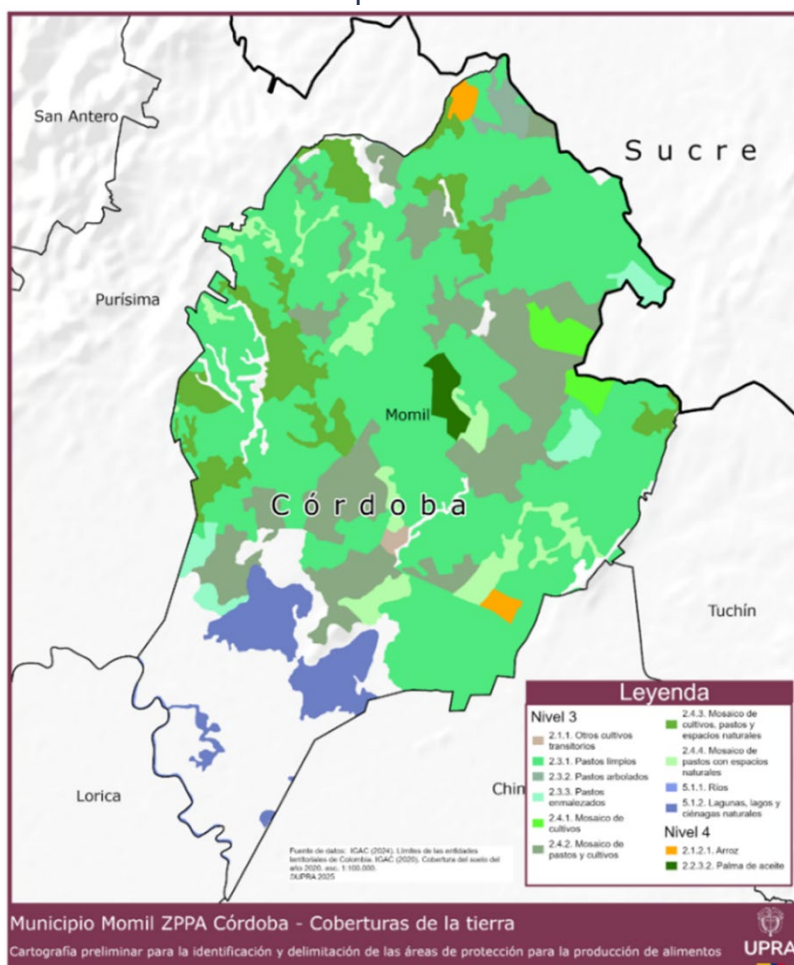 San Antero
Sucre
Purísima
Momil
Córdoba
Tuchín
Lorica
Chin
Leyenda
Nivel 3
2.1.1. Otros cultivos
transitorios
2.3.1. Pastos limpios
2.3.2. Pastos arbolados
2.3.3. Pastos
enmalezados
2.4.1. Mosaico de
cultivos
2.4.2. Mosaico de
pastos y cultivos
2.4.3. Mosaico de
cultivos, pastos y
espacios naturales
2.4.4. Mosaico de
pastos con espacios
naturales
5.1.1. Ríos
5.1.2. Lagunas, lagos y
ciénagas naturales
Nivel 4
2.1.2.1. Arroz
2.2.3.2. Palma de aceite
Fuente de datos: IGAC (2024). Límites de las entidades
territoriales de Colombia. IGAC (2020). Cobertura del suelo del
año 2020. esc. 1:100.000.
UPRA 2025
Municipio Momil ZPPA Córdoba - Coberturas de la tierra
Cartografía preliminar para la identificación y delimitación de las áreas de protección para la producción de alimentos
UPRA